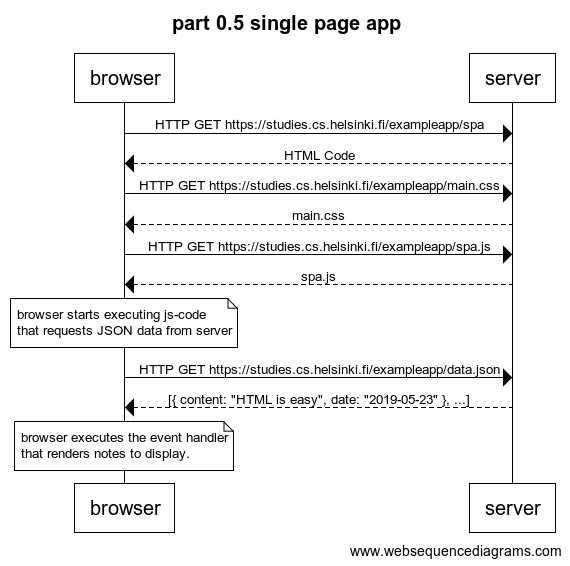 part 0.5 single page app
browser
server
HTTP GET https://studies.cs.helsinki.fi/exampleapp/spa
HTML Code
HTTP GET https://studies.cs.helsinki.fi/exampleapp/main.css
main.css
HTTP GET https://studies.cs.helsinki.fi/exampleapp/spa.js
spa.js
browser starts executing js-code
that requests JSON data from server
HTTP GET https://studies.cs.helsinki.fi/exampleapp/data.json
[{ content: "HTML is easy", date: "2019-05-23" }, ...]
browser executes the event handler
that renders notes to display.
browser
server
www.websequencediagrams.com